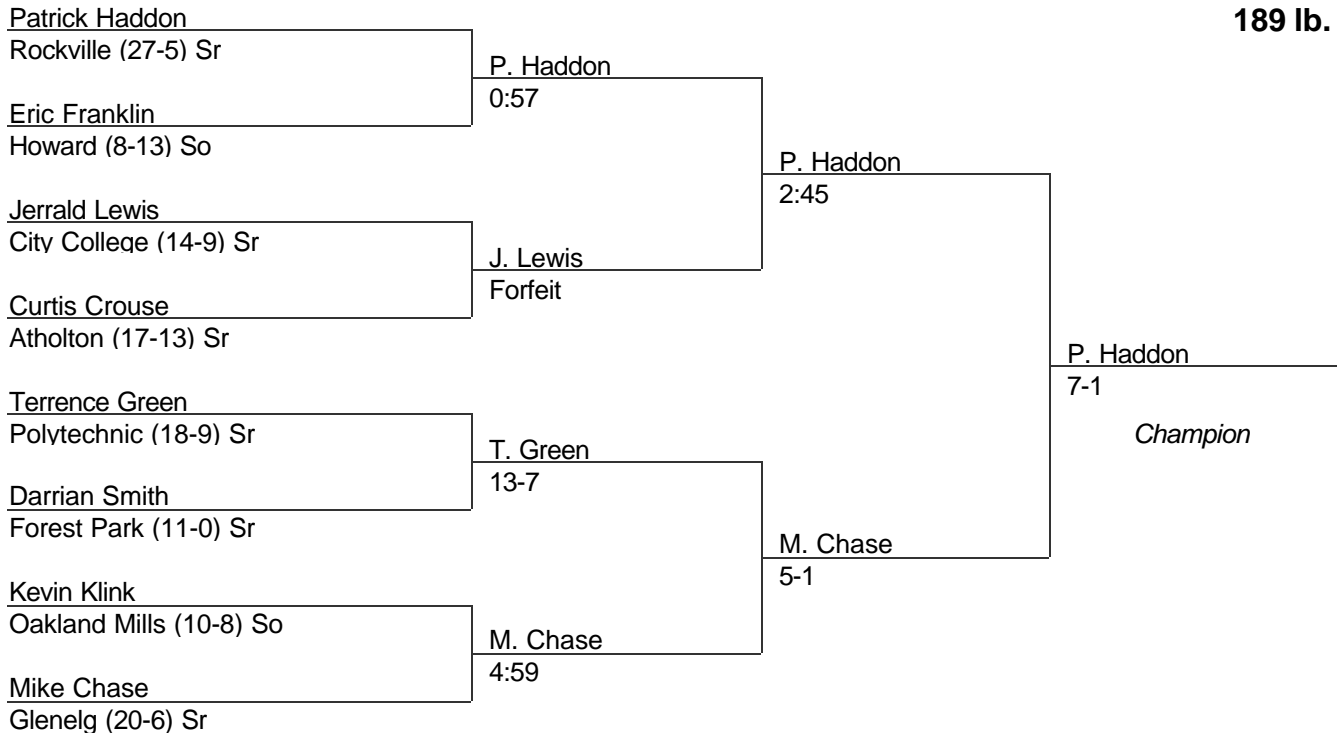 189 lb.
Patrick Haddon
Rockville (27-5) Sr
Eric Franklin
Howard (8-13) So
Jerrald Lewis
City College (14-9) Sr
Curtis Crouse
Atholton (17-13) Sr
Terrence Green
Polytechnic (18-9) Sr
Darrian Smith
Forest Park (11-0) Sr
Kevin Klink
Oakland Mills (10-8) So
Mike Chase
Glenelg (20-6) Sr
P. Haddon
0:57
J. Lewis
Forfeit
T. Green
13-7
M. Chase
4:59
P. Haddon
2:45
M. Chase
5-1
P. Haddon
7-1
Champion